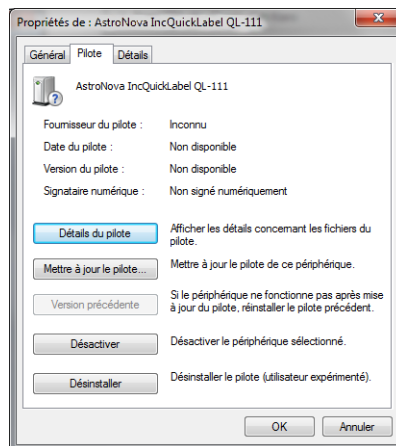 Propriétés de : AstroNova IncQuickLabel QL-111
Général Pilote Détails
AstroNova IncQuickLabel QL-111
Fournisseur du pilote : Inconnu
Date du pilote : Non disponible
Version du pilote : Non disponible
Signataire numérique : Non signé numériquement
Détails du pilote
Afficher les détails concernant les fichiers du
pilote.
Mettre à jour le pilote...
Mettre à jour le pilote de ce périphérique.
Version précédente
Si le périphérique ne fonctionne pas après mise
à jour du pilote, réinstaller le pilote précédent.
Désactiver
Désactiver le périphérique sélectionné.
Désinstaller
Désinstaller le pilote (utilisateur expérimenté).
OK Annuler